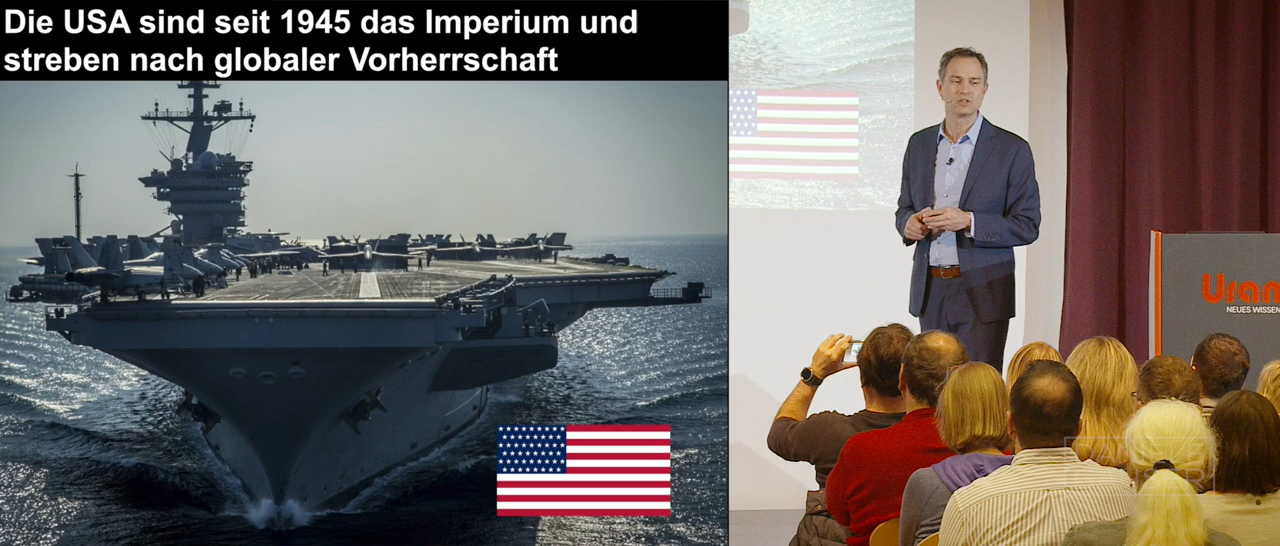 Die USA sind seit 1945 das Imperium und
streben nach globaler Vorherrschaft
Uran
NEUES WISSEN